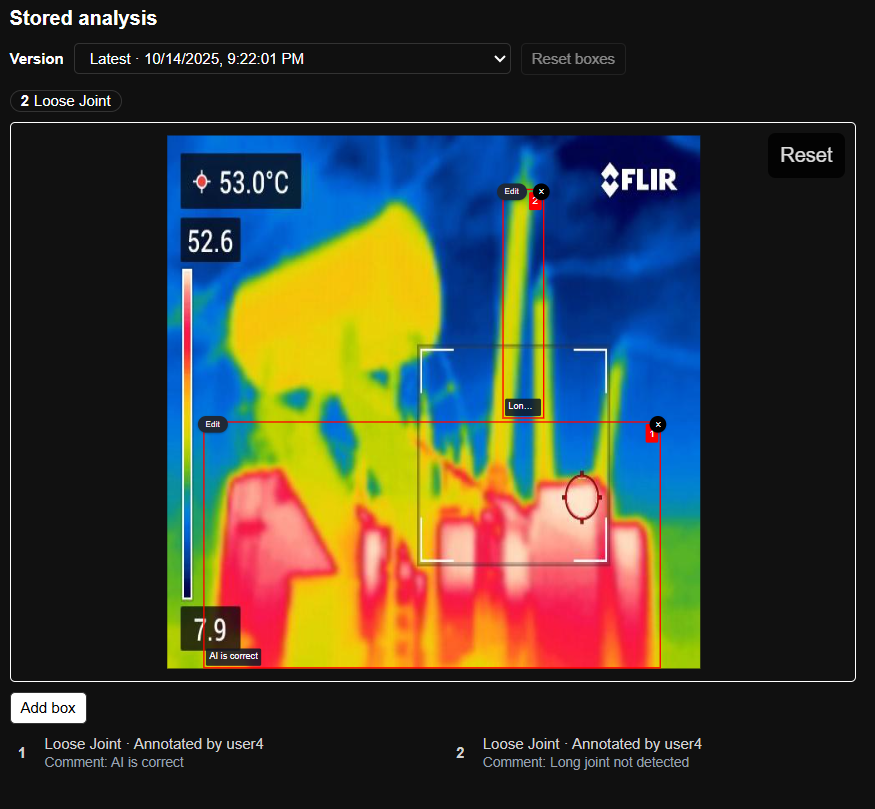 Stored analysis
Version
Latest · 10/14/2025, 9:22:01 PM
Reset boxes
2 Loose Joint
Reset
53.0°C
FLIR
52.6
Edit
×
2
Lon...
Edit
×
1
7.9
AI is correct
Add box
1
Loose Joint · Annotated by user4
Comment: AI is correct
2
Loose Joint · Annotated by user4
Comment: Long joint not detected